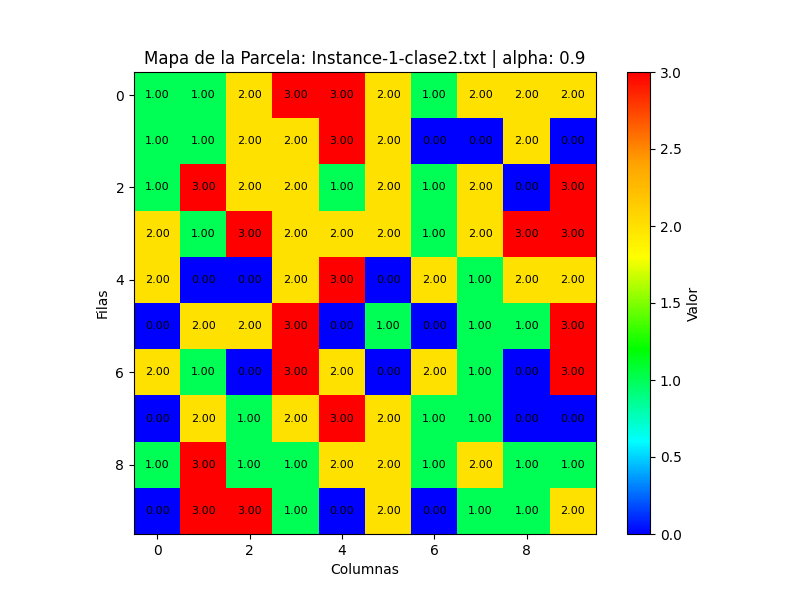 Mapa de la Parcela: Instance-1-clase2.txt | alpha: 0.9
0 1.00 1.00 2.00 3.00 3.00 2.00 1.00 2.00 2.00 2.00
1.00 1.00 2.00 2.00 3.00 2.00 0.00 0.00 2.00 0.00
2 1.00 3.00 2.00 2.00 1.00 2.00 1.00 2.00 0.00 3.00
2.00 1.00 3.00 2.00 2.00 2.00 1.00 2.00 3.00 3.00
4 2.00 0.00 0.00 2.00 3.00 0.00 2.00 1.00 2.00 2.00
0.00 2.00 2.00 3.00 0.00 1.00 0.00 1.00 1.00 3.00
6 2.00 1.00 0.00 3.00 2.00 0.00 2.00 1.00 0.00 3.00
0.00 2.00 1.00 2.00 3.00 2.00 1.00 1.00 0.00 0.00
8 1.00 3.00 1.00 1.00 2.00 2.00 1.00 2.00 1.00 1.00
0.00 3.00 3.00 1.00 0.00 2.00 0.00 1.00 1.00 2.00
0 2 4 6 8
Columnas
Filas
3.0
2.5
2.0
1.5
1.0
0.5
0.0
Valor